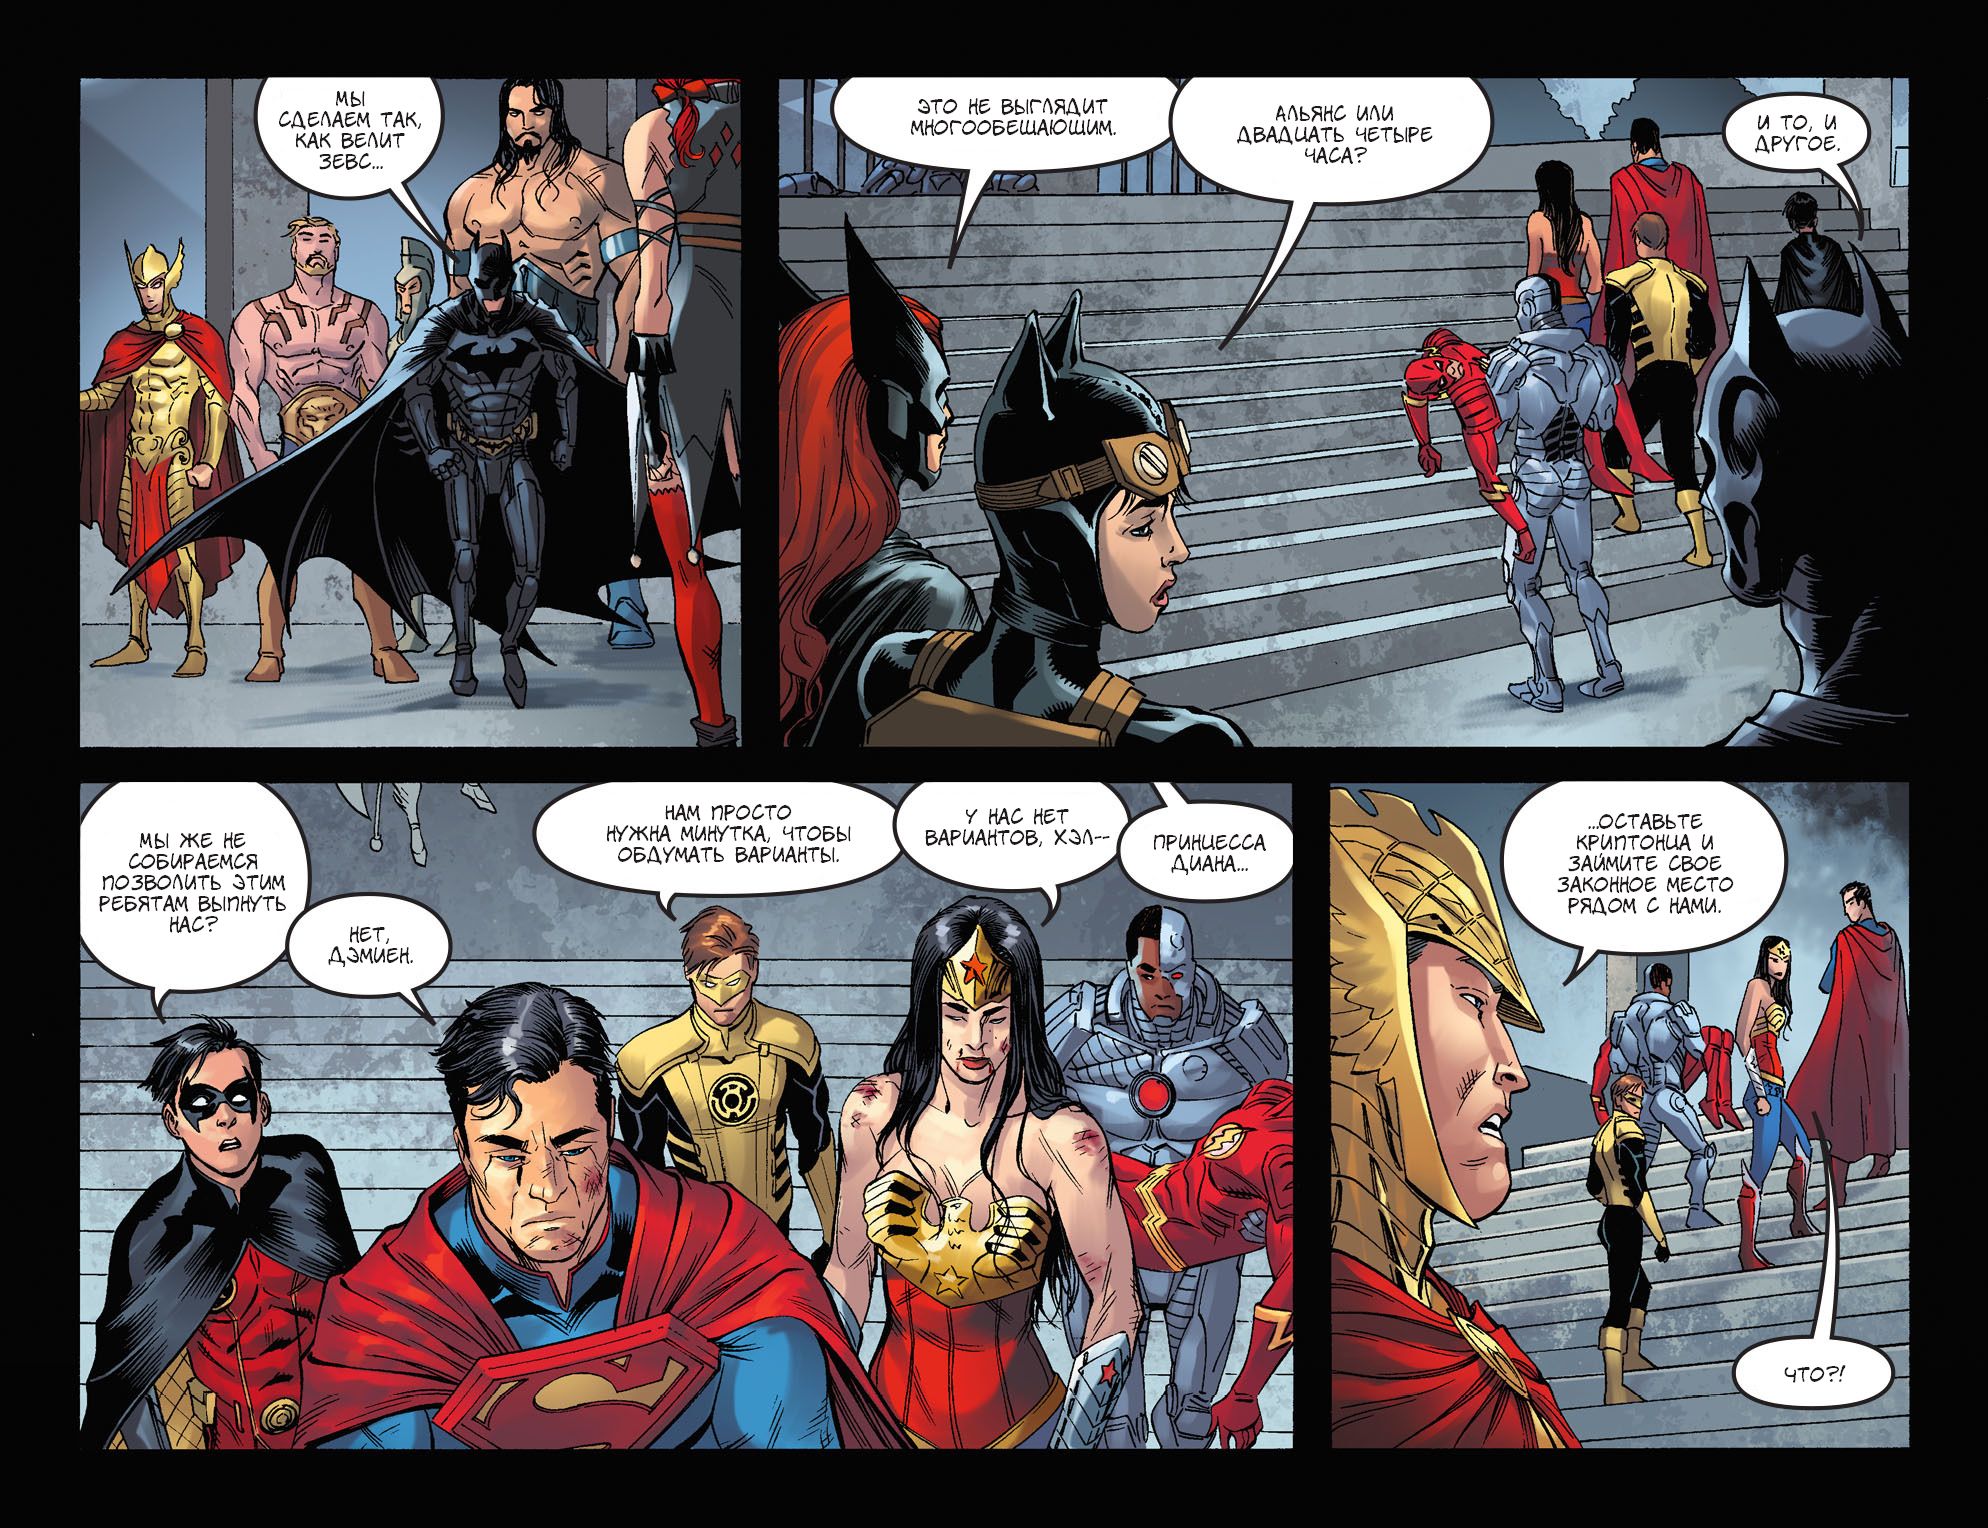 МЫ
СДЕЛАЕМ ТАК,
КАК ВЕЛИТ
ЗЕВС...
ЭТО НЕ ВЫГЛЯДИТ
МНОГООБЕЩАЮЩИМ.
АЛЬЯНС ИЛИ
ДВАДЦАТЬ ЧЕТЫРЕ
ЧАСА?
И ТО, И
ДРУГОЕ.
МЫ ЖЕ НЕ
СОБИРАЕМСЯ
ПОЗВОЛИТЬ ЭТИМ
РЕБЯТАМ ВЫПНУТЬ
НАС?
НЕТ,
ДЭМИЕН.
НАМ ПРОСТО
НУЖНА МИНУТКА, ЧТОБЫ
ОБДУМАТЬ ВАРИАНТЫ.
У НАС НЕТ
ВАРИАНТОВ, ХЭЛ--
ПРИНЦЕССА
ДИАНА...
...ОСТАВЬТЕ
КРИПТОНЦА И
ЗАЙМИТЕ СВОЕ
ЗАКОННОЕ МЕСТО
РЯДОМ С НАМИ.
ЧТО?!